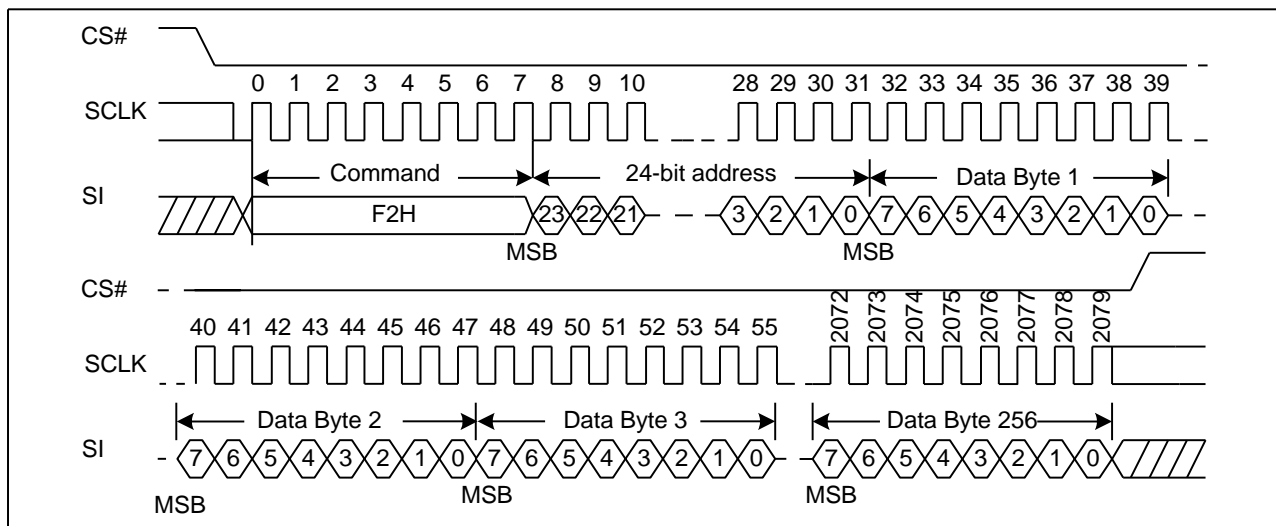 CS#
0 1 2 3 4 5 6 7 8 9 10 28 29 30 31 32 33 34 35 36 37 38 39
SCLK
Command 24-bit address Data Byte 1
SI
F2H 23 22 21 3 2 1 0 7 6 5 4 3 2 1 0
MSB MSB
CS#
40 41 42 43 44 45 46 47 48 49 50 51 52 53 54 55 2072 2073 2074 2075 2076 2077 2078 2079
SCLK
Data Byte 2 Data Byte 3 Data Byte 256
SI
7 6 5 4 3 2 1 0 7 6 5 4 3 2 1 0 7 6 5 4 3 2 1 0
MSB MSB MSB